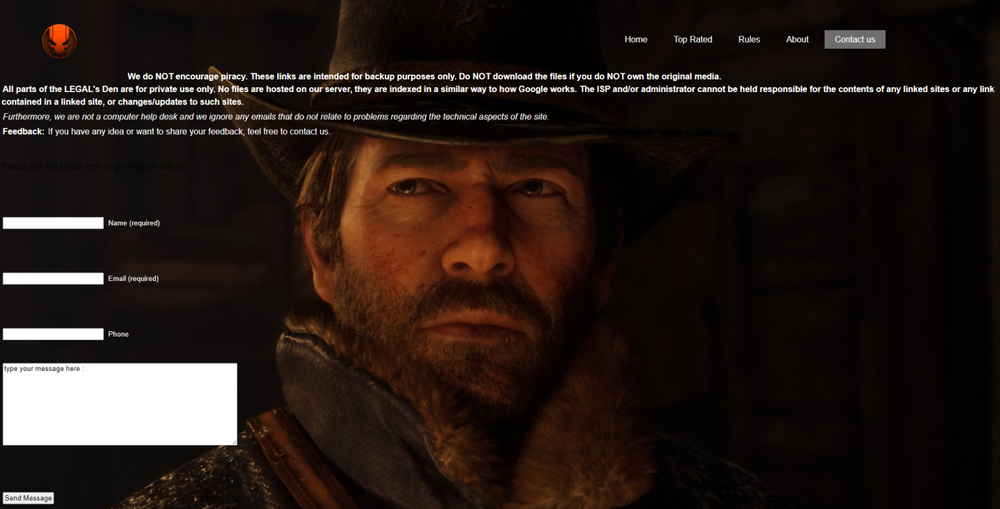 Home Top Rated Rules About Contact us
We do NOT encourage piracy. These links are intended for backup purposes only. Do NOT download the files if you do NOT own the original media.
All parts of the LEGAL's Den are for private use only. No files are hosted on our server, they are indexed in a similar way to how Google works. The ISP and/or administrator cannot be held responsible for the contents of any linked sites or any link
contained in a linked site, or changes/updates to such sites.
Furthermore, we are not a computer help desk and we ignore any emails that do not relate to problems regarding the technical aspects of the site.
Feedback: If you have any idea or want to share your feedback, feel free to contact us.
Please use the below form to get in touch with us
Name (required)
Email (required)
Phone
type your message here :
Send Message